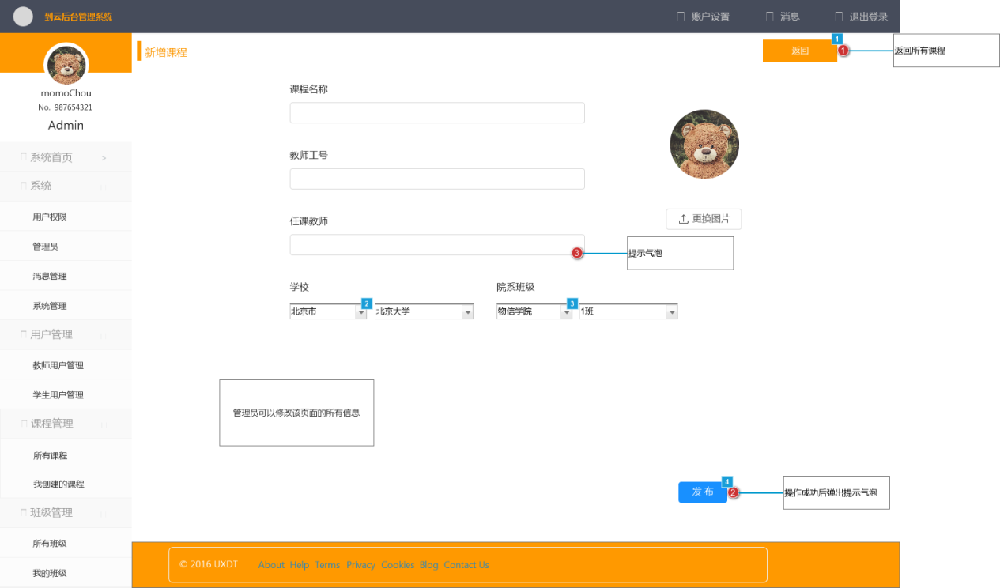 到云后台管理系统
账户设置
消息
退出登录
momoChou
No. 987654321
Admin
系统首页 >
系统
用户权限
管理员
消息管理
系统管理
用户管理
教师用户管理
学生用户管理
课程管理
所有课程
我创建的课程
班级管理
所有班级
我的班级
新增课程
返回
1
1
返回所有课程
课程名称
教师工号
任课教师
更换图片
3
提示气泡
学校
院系班级
北京市
2
北京大学
物信学院
3
1班
管理员可以修改该页面的所有信息
发布
4
2
操作成功后弹出提示气泡
© 2016 UXDT
About Help Terms Privacy Cookies Blog Contact Us